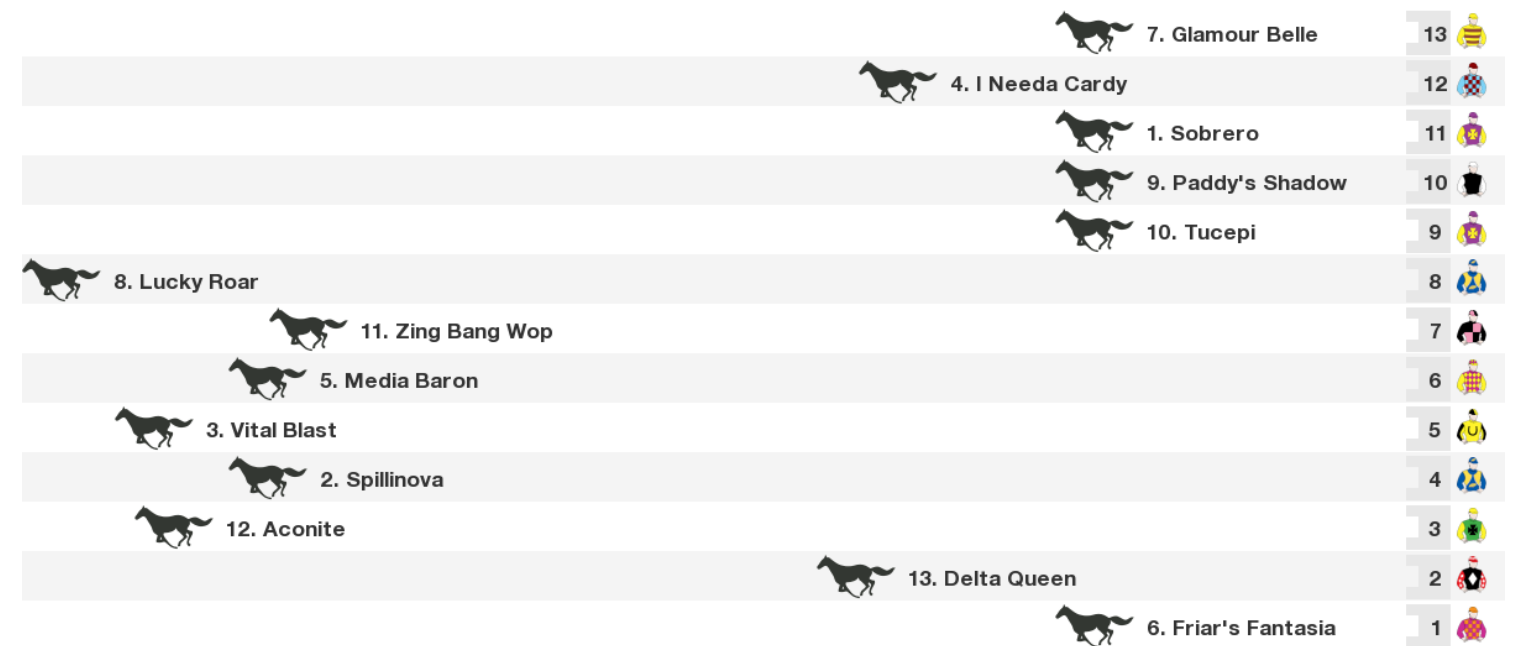 7. Glamour Belle 13
4. I Needa Cardy 12
1. Sobrero 11
9. Paddy's Shadow 10
10. Tucepi 9
8. Lucky Roar 8
11. Zing Bang Wop 7
5. Media Baron 6
3. Vital Blast 5
2. Spillinova 4
12. Aconite 3
13. Delta Queen 2
6. Friar's Fantasia 1